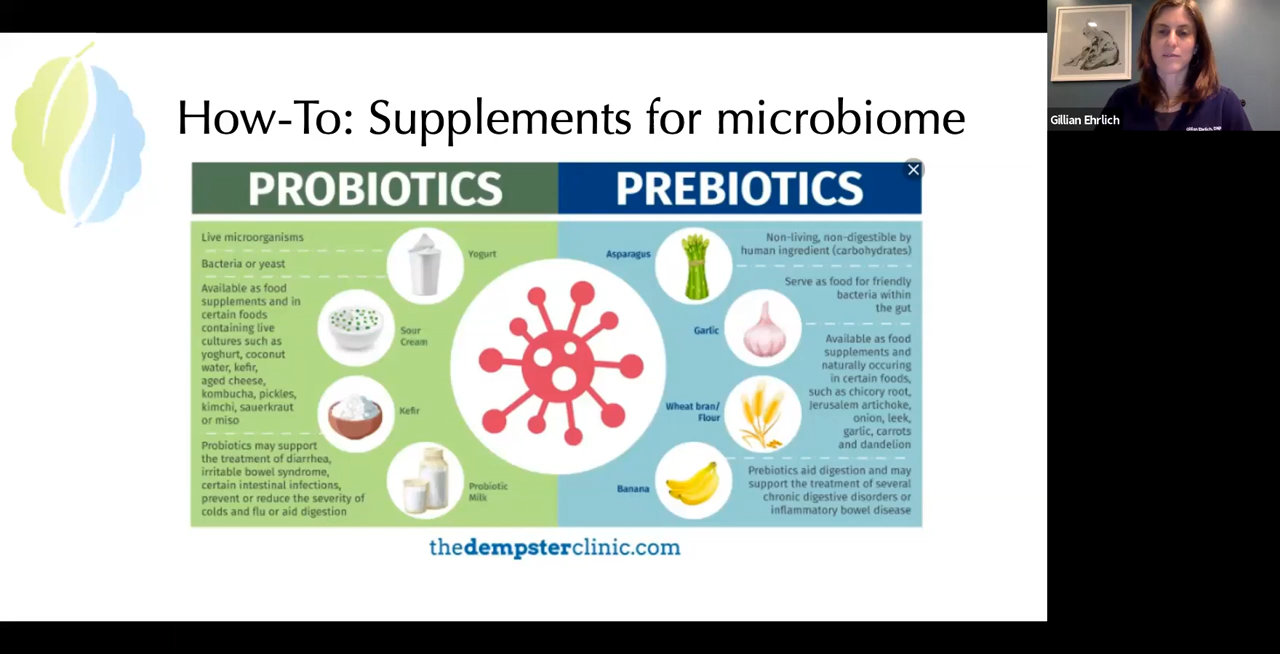 How-To: Supplements for microbiome
PROBIOTICS
PREBIOTICS
Live microorganisms
Bacteria or yeast
Available as food
supplements and in
certain foods
containing live
cultures such as
yoghurt, coconut
water, kefir,
aged cheese,
kombucha, pickles,
kimchi, sauerkraut
or miso
Probiotics may support
the treatment of diarrhea,
irritable bowel syndrome,
certain intestinal infections,
prevent or reduce the severity of
colds and flu or aid digestion
Yogurt
Sour
Cream
Kefir
Probiotic
Milk
Asparagus
Garlic
Wheat bran/
Flour
Banana
Non-living, non-digestible by
human ingredient (carbohydrates)
Serve as food for friendly
bacteria within
the gut
Available as food
supplements and
naturally occuring
in certain foods,
such as chicory root,
Jerusalem artichoke,
onion, leek,
garlic, carrots
and dandelion
Prebiotics aid digestion and may
support the treatment of several
chronic digestive disorders or
inflammatory bowel disease
thedempsterclinic.com
Gillian Ehrlich
Gillian Ehrlich, DNP